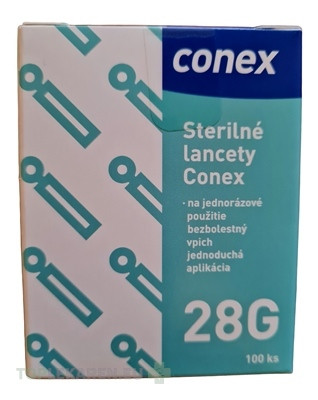 conex
Sterilné
lancety
Conex
- na jednorázové
použitie
bezbolestný
vpich
jednoduchá
aplikácia
28G
100 ks